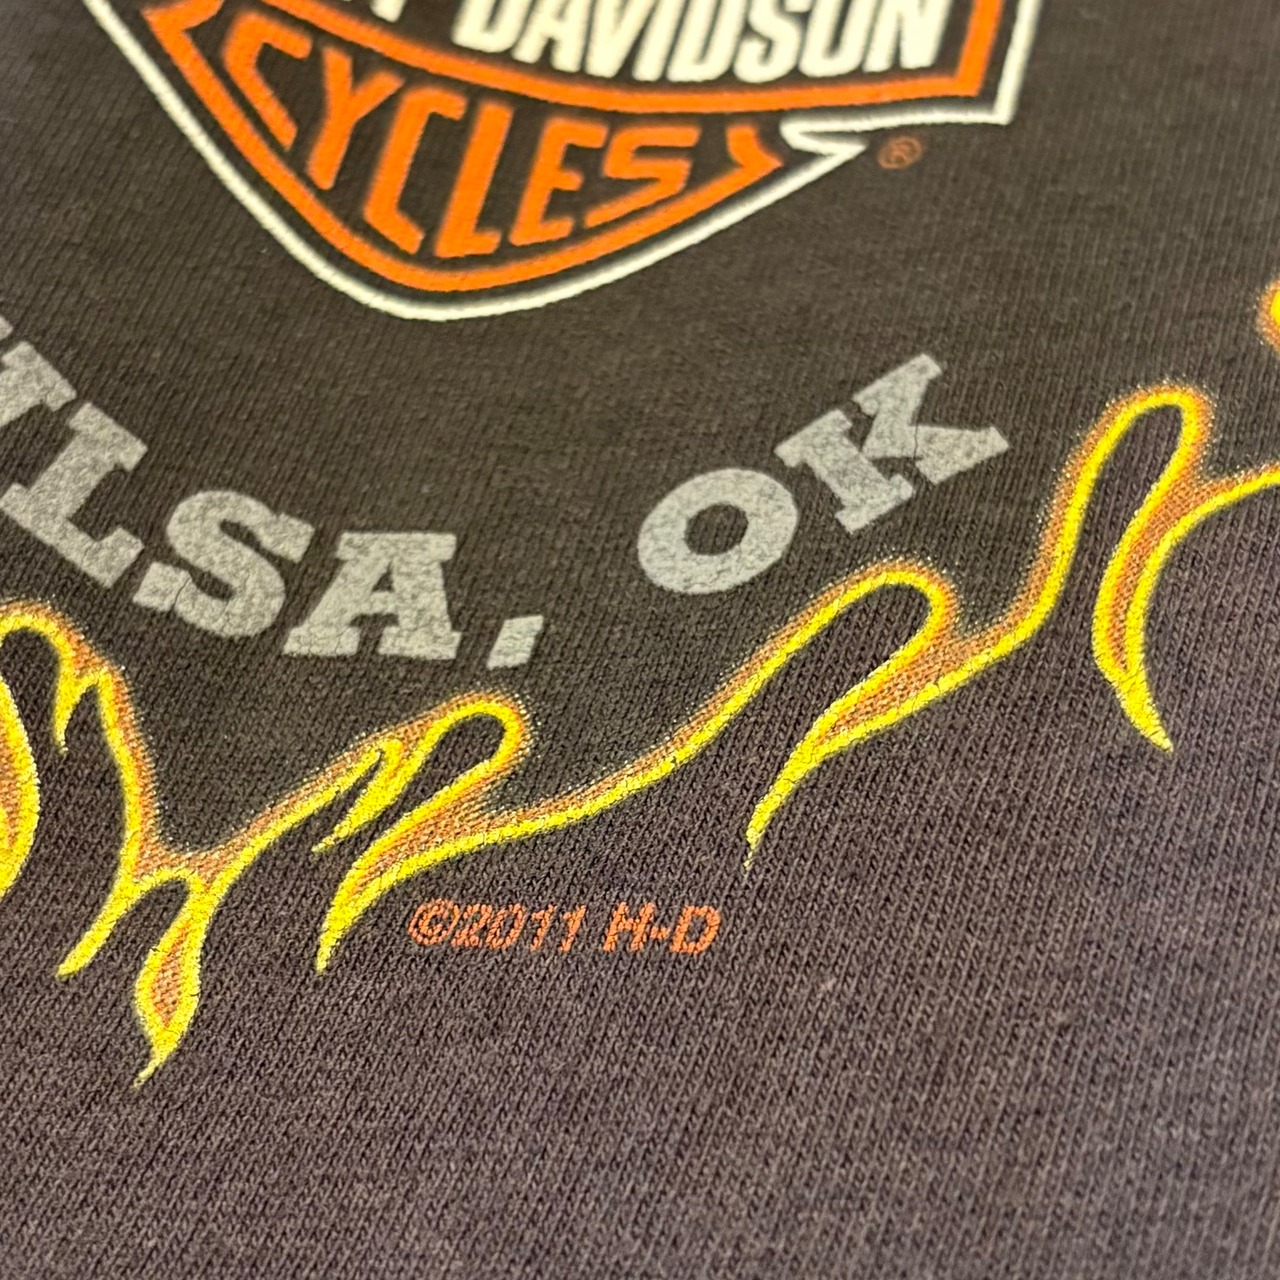 DAVIDSON
CYCLES
®
LSA, OK
©2011 H-D